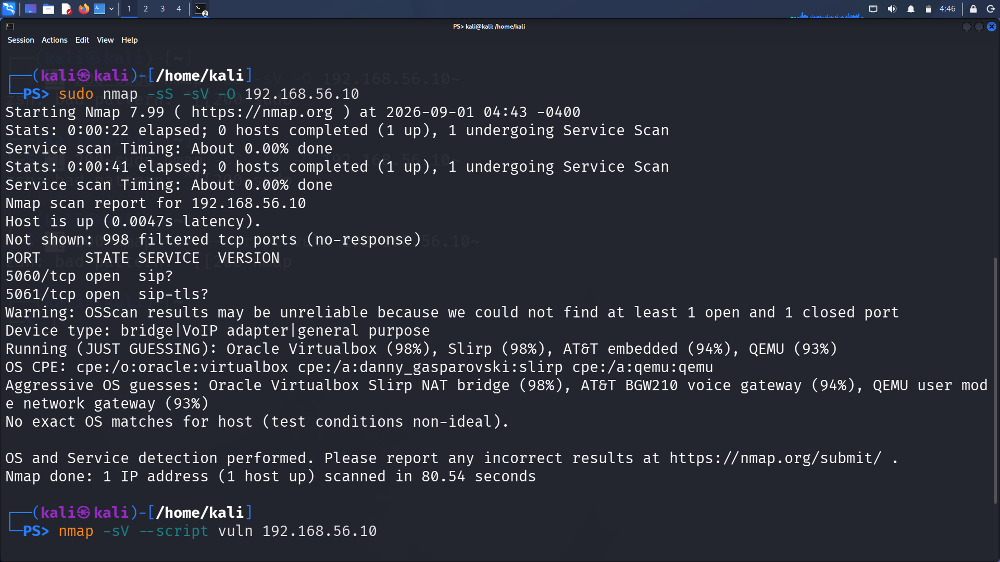 1 2 3 4 2 4:46
PS> kali@kali: /home/kali
Session Actions Edit View Help
┌──(kali㉿kali)-[/home/kali]
└─PS> sudo nmap -sS -sV -O 192.168.56.10
Starting Nmap 7.99 ( https://nmap.org ) at 2026-09-01 04:43 -0400
Stats: 0:00:22 elapsed; 0 hosts completed (1 up), 1 undergoing Service Scan
Service scan Timing: About 0.00% done
Stats: 0:00:41 elapsed; 0 hosts completed (1 up), 1 undergoing Service Scan
Service scan Timing: About 0.00% done
Nmap scan report for 192.168.56.10
Host is up (0.0047s latency).
Not shown: 998 filtered tcp ports (no-response)
PORT     STATE SERVICE  VERSION
5060/tcp open  sip?
5061/tcp open  sip-tls?
Warning: OSScan results may be unreliable because we could not find at least 1 open and 1 closed port
Device type: bridge|VoIP adapter|general purpose
Running (JUST GUESSING): Oracle Virtualbox (98%), Slirp (98%), AT&T embedded (94%), QEMU (93%)
OS CPE: cpe:/o:oracle:virtualbox cpe:/a:danny_gasparovski:slirp cpe:/a:qemu:qemu
Aggressive OS guesses: Oracle Virtualbox Slirp NAT bridge (98%), AT&T BGW210 voice gateway (94%), QEMU user mod
e network gateway (93%)
No exact OS matches for host (test conditions non-ideal).
OS and Service detection performed. Please report any incorrect results at https://nmap.org/submit/ .
Nmap done: 1 IP address (1 host up) scanned in 80.54 seconds
┌──(kali㉿kali)-[/home/kali]
└─PS> nmap -sV --script vuln 192.168.56.10